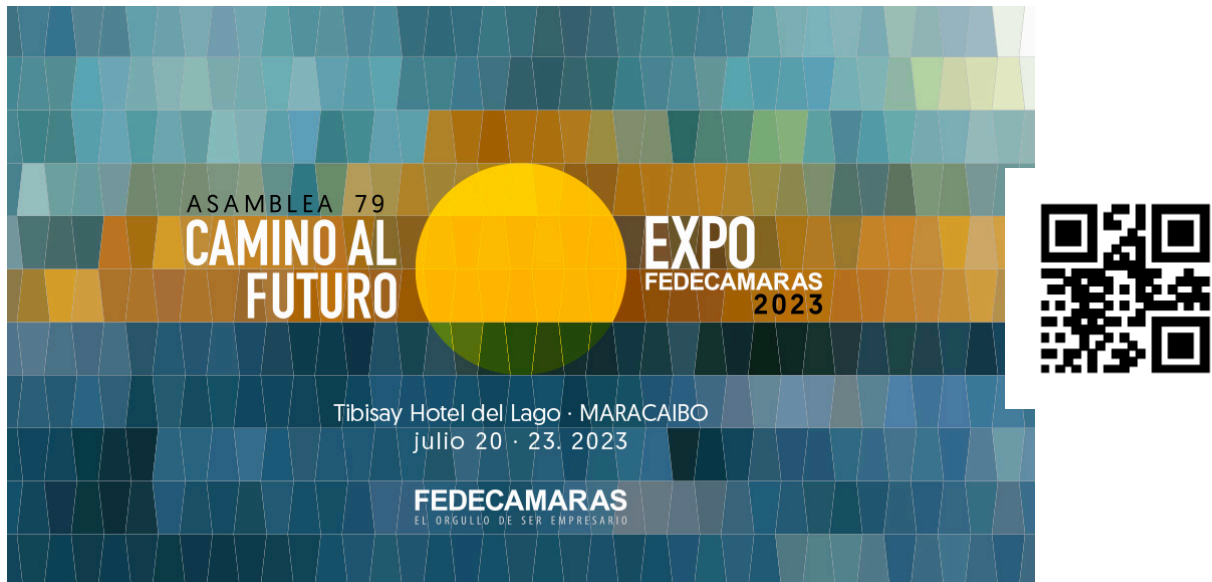 ASAMBLEA 79
CAMINO AL
FUTURO
EXPO
FEDECAMARAS
2023
Tibisay Hotel del Lago · MARACAIBO
julio 20 · 23. 2023
FEDECAMARAS
EL ORGULLO DE SER EMPRESARIO